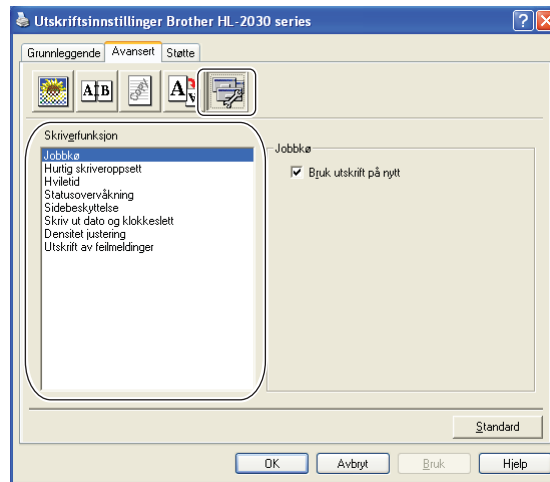 Utskriftsinnstillinger Brother HL-2030 series
Grunnleggende Avansert Støtte
A B A
Skriverfunksjon
Jobbkø
Hurtig skriveroppsett
Hviletid
Statusovervåkning
Sidebeskyttelse
Skriv ut dato og klokkeslett
Densitet justering
Utskrift av feilmeldinger
Jobbkø
Bruk utskrift på nytt
Standard
OK Avbryt Bruk Hjelp